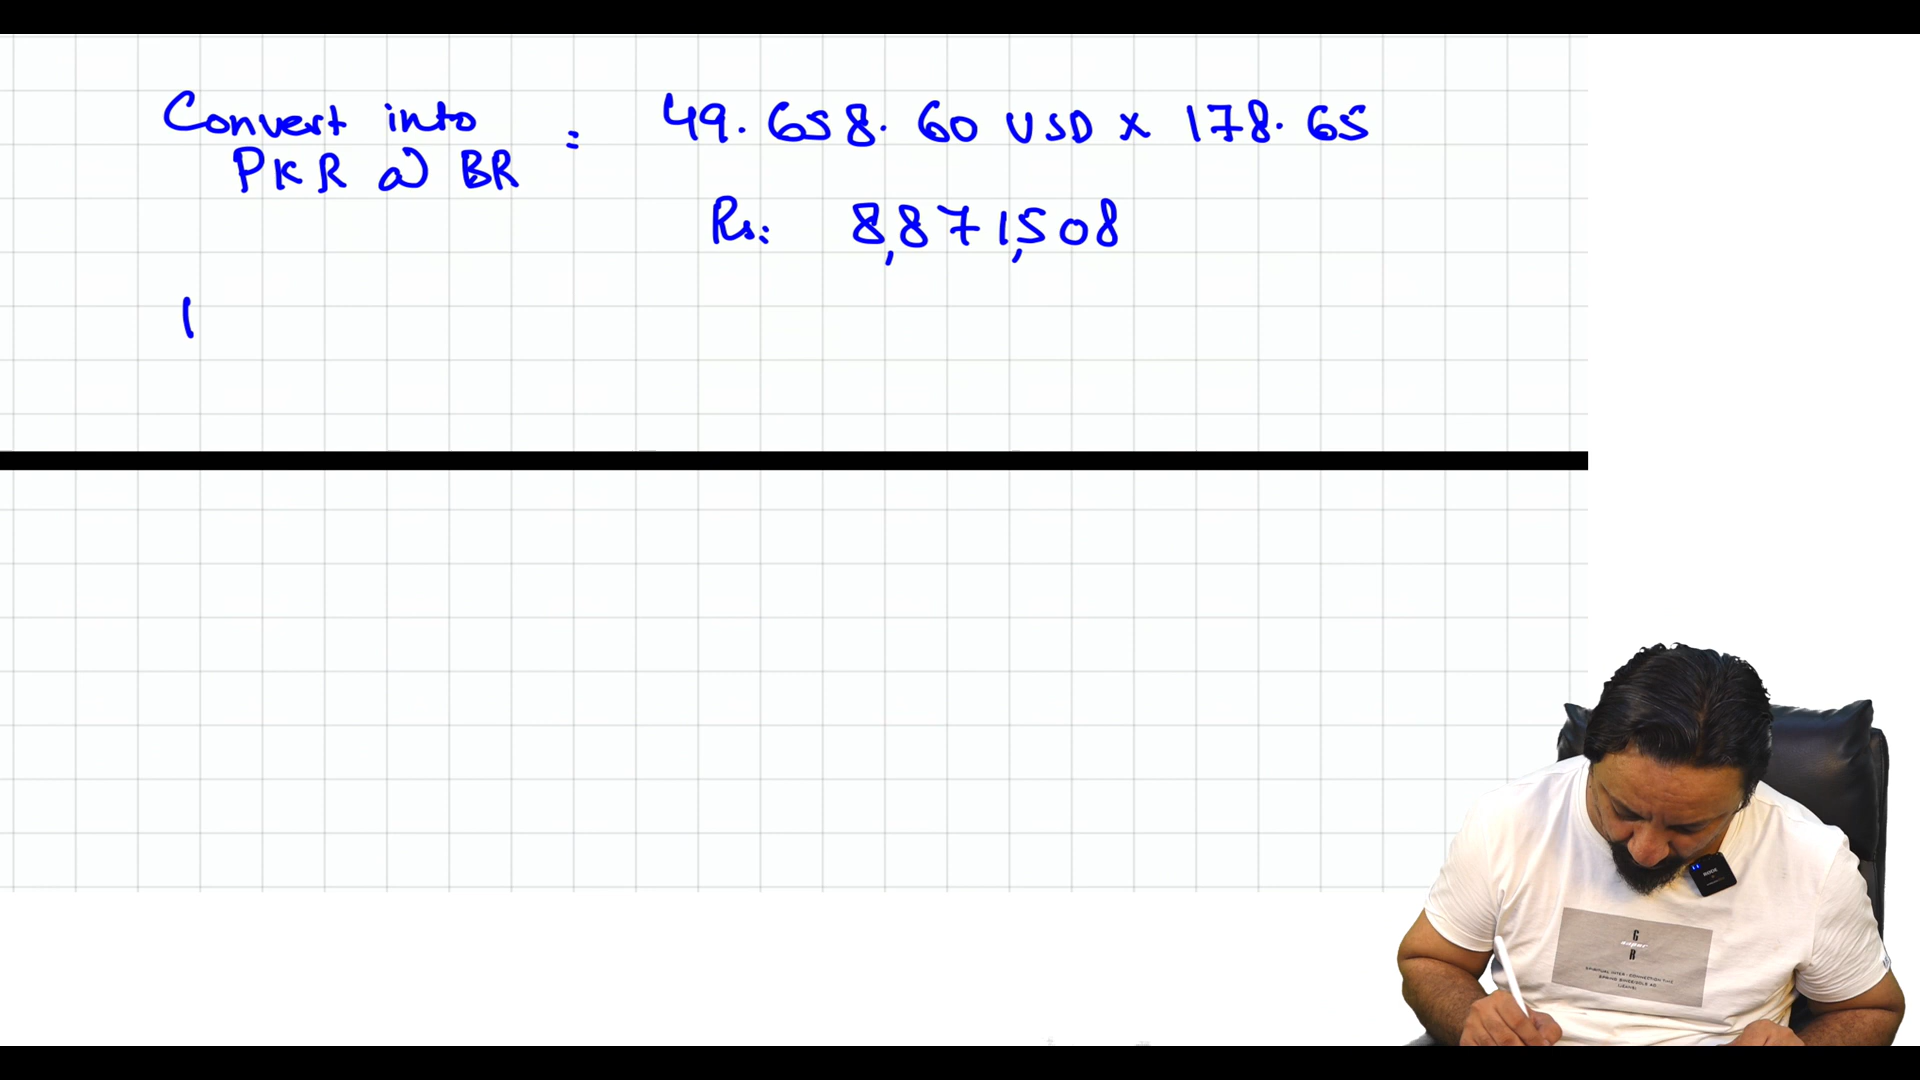 Convert into
PKR @ BR
= 49.658.60 USD x 178.65
Rs: 8,871,508
G
R